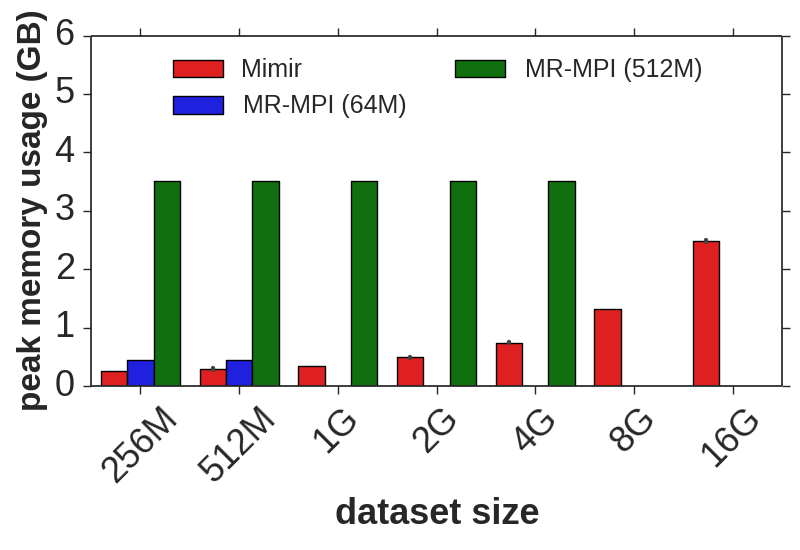 peak memory usage (GB)
6
5
4
3
2
1
0
Mimir
MR-MPI (64M)
MR-MPI (512M)
256M
512M
1G
2G
4G
8G
16G
dataset size